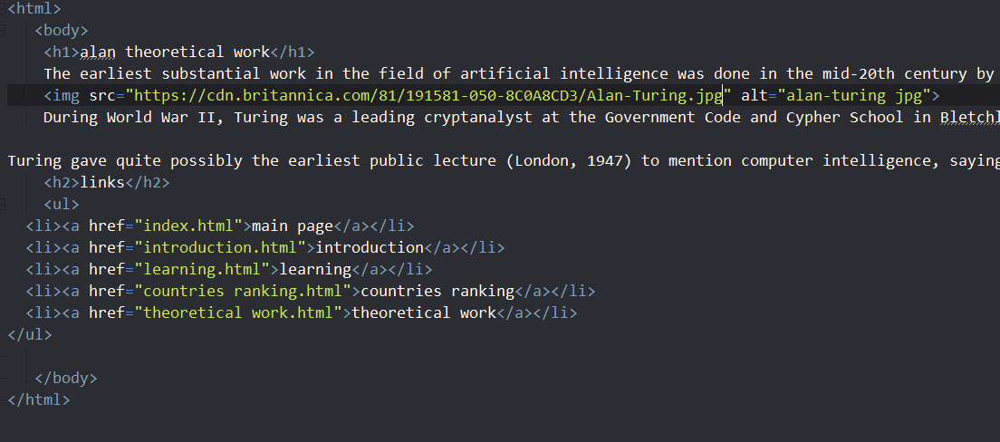 <html>
<body>
<h1>alan theoretical work</h1>
The earliest substantial work in the field of artificial intelligence was done in the mid-20th century by
<img src="https://cdn.britannica.com/81/191581-050-8C0A8CD3/Alan-Turing.jpg" alt="alan-turing jpg">
During World War II, Turing was a leading cryptanalyst at the Government Code and Cypher School in Bletchl
Turing gave quite possibly the earliest public lecture (London, 1947) to mention computer intelligence, saying
<h2>links</h2>
<ul>
<li><a href="index.html">main page</a></li>
<li><a href="introduction.html">introduction</a></li>
<li><a href="learning.html">learning</a></li>
<li><a href="countries ranking.html">countries ranking</a></li>
<li><a href="theoretical work.html">theoretical work</a></li>
</ul>
</body>
</html>